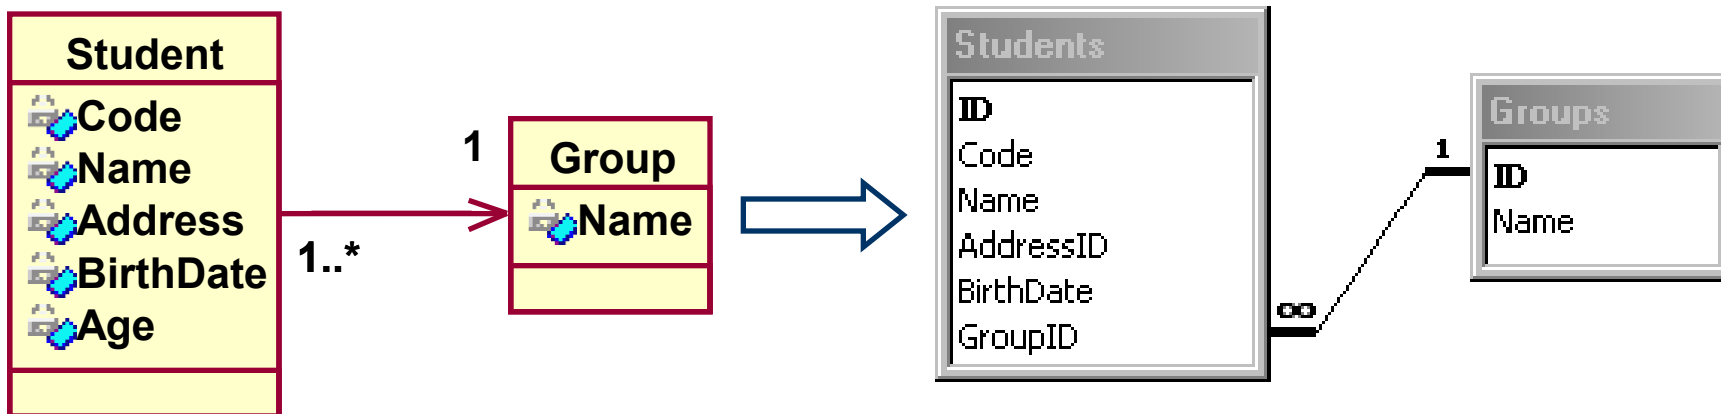 Student
Code
Name
Address
BirthDate
Age
1
1..*
Group
Name
Students
ID
Code
Name
AddressID
BirthDate
GroupID
∞
1
Groups
ID
Name